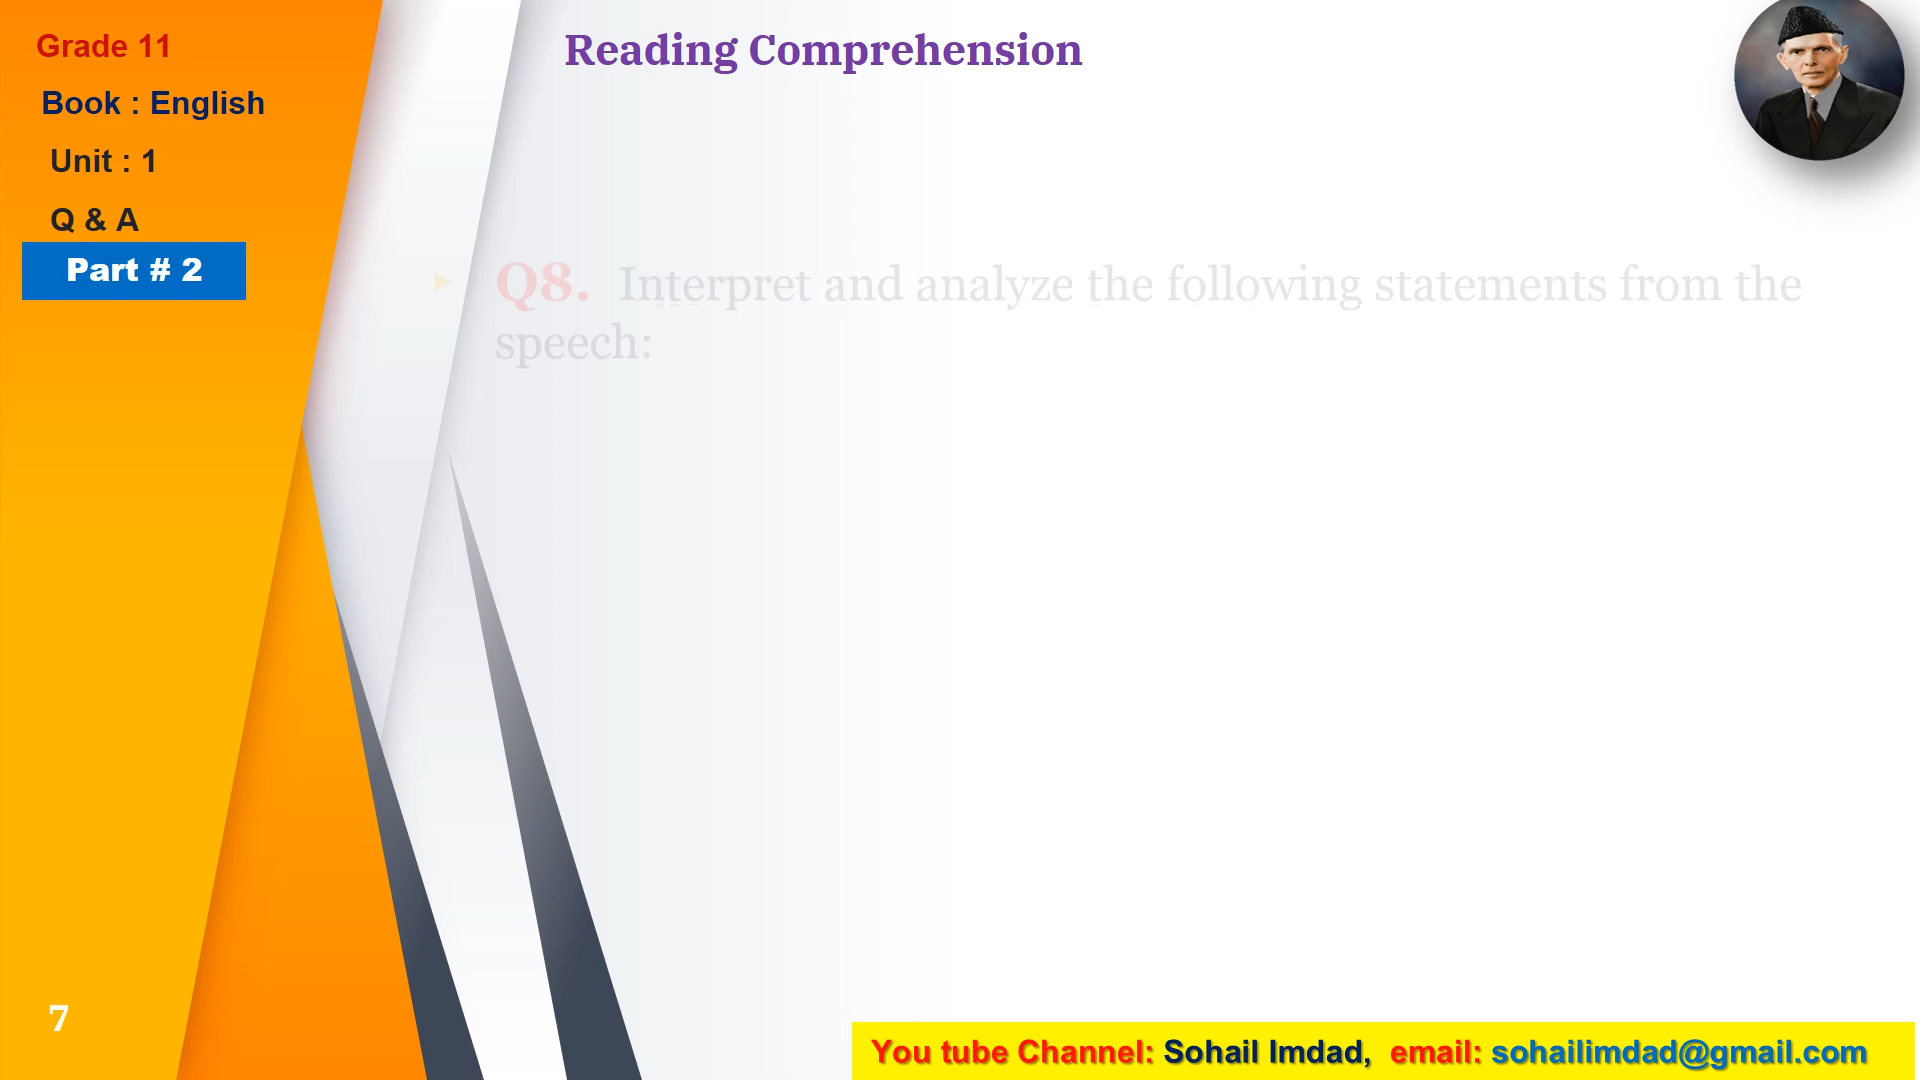 Grade 11
Book : English
Unit : 1
Q & A
Part # 2
Reading Comprehension
Q8. Interpret and analyze the following statements from the
speech:
7
You tube Channel: Sohail Imdad, email: sohailimdad@gmail.com